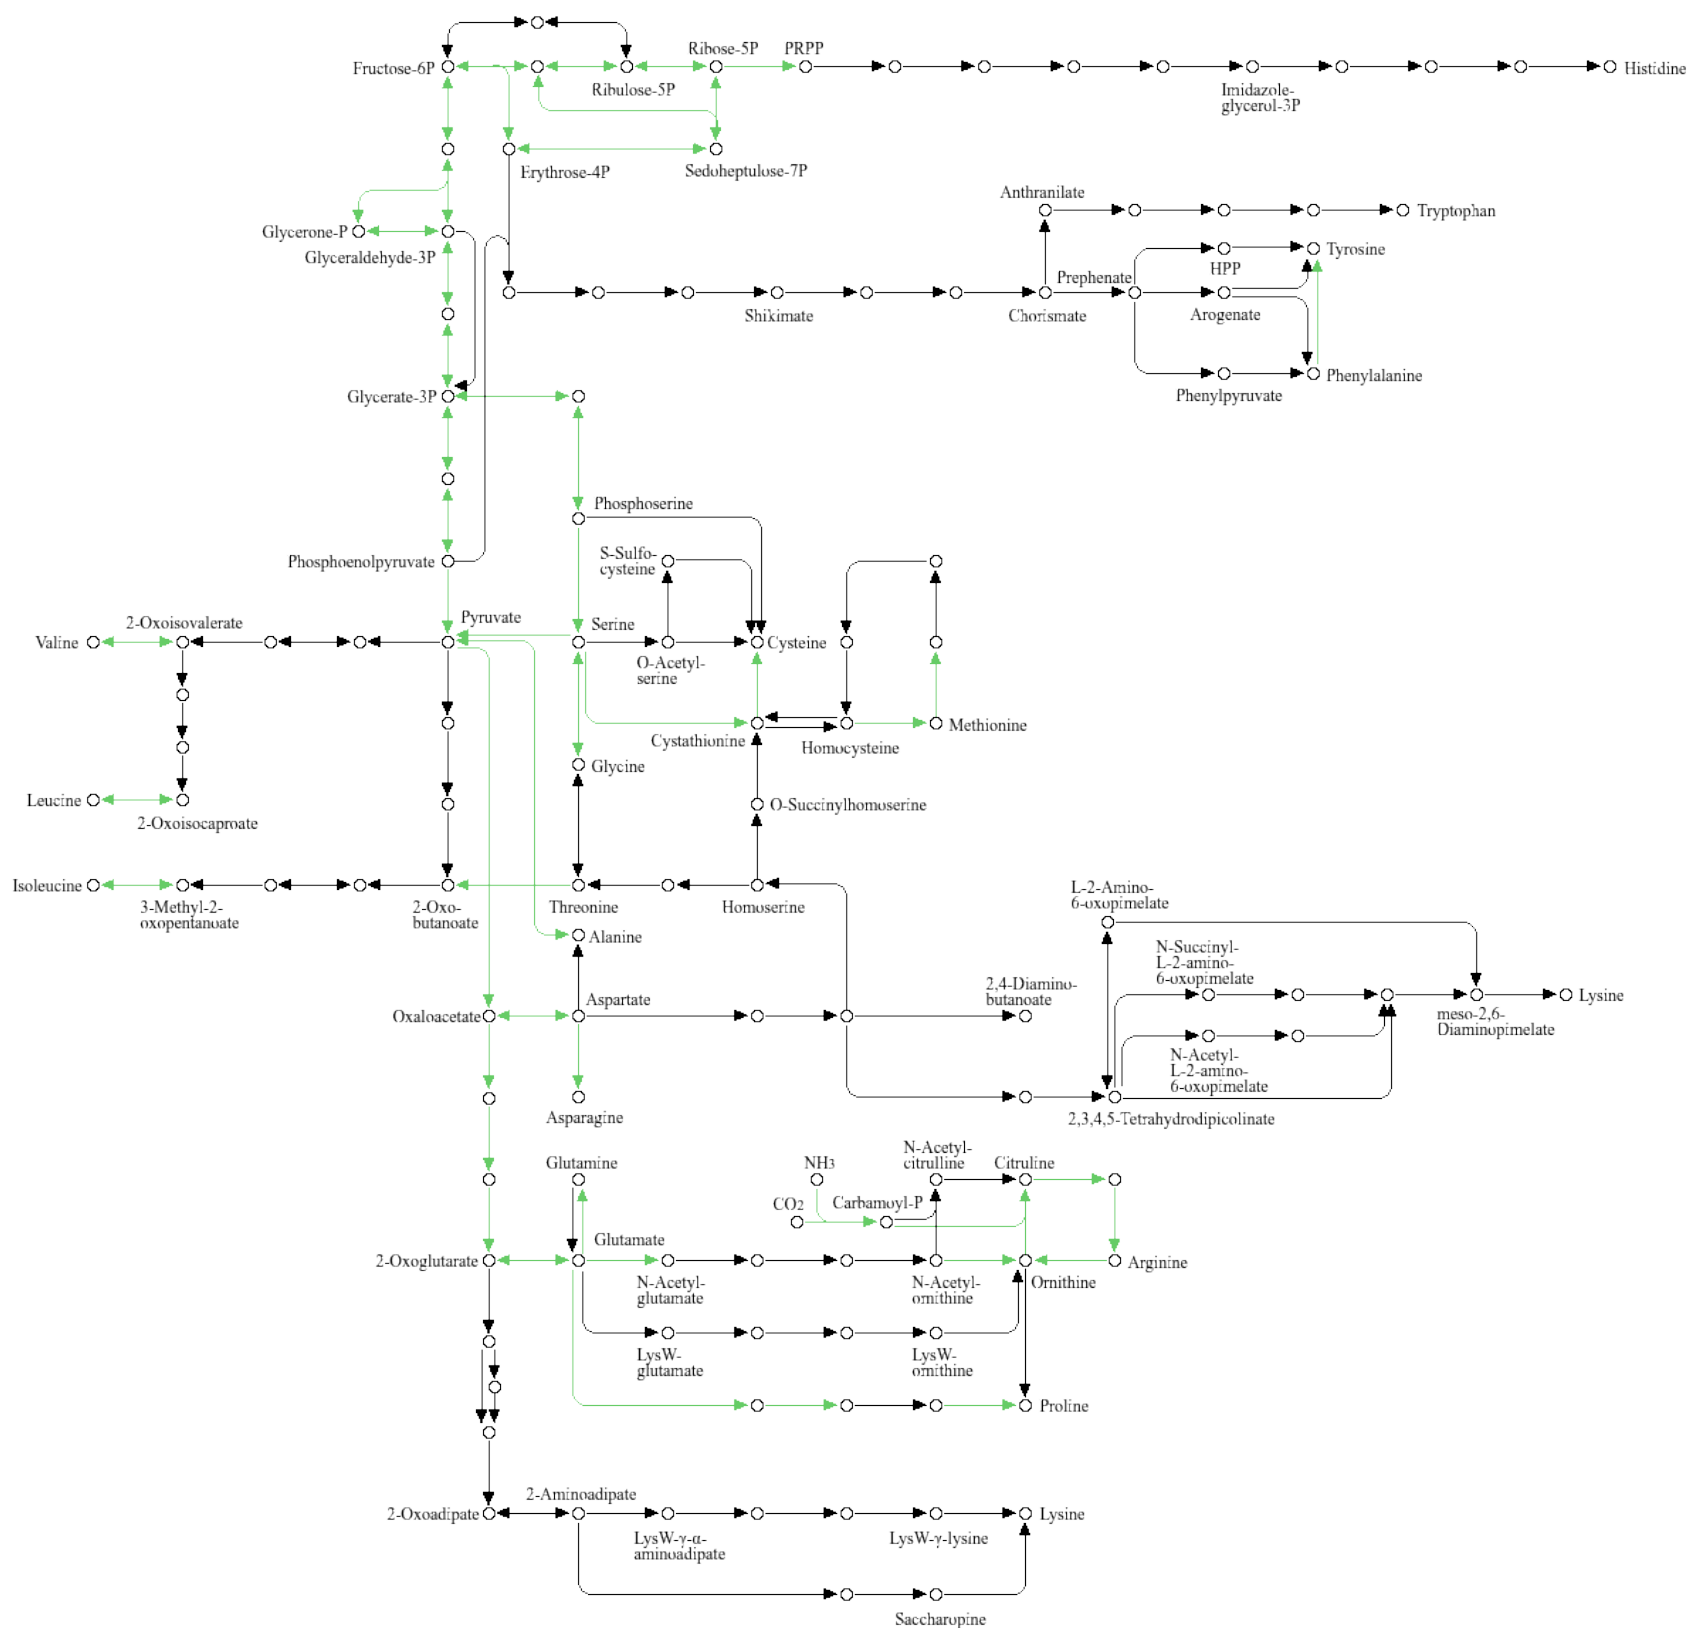 Ribose-5P
PRPP
Fructose-6P
Histidine
Ribulose-5P
Imidazole-
glycerol-3P
Erythrose-4P
Sedoheptulose-7P
Anthranilate
Tryptophan
Glycerone-P
Glyceraldehyde-3P
Tyrosine
HPP
Prephenate
Shikimate
Chorismate
Arogenate
Phenylalanine
Phenylpyruvate
Glycerate-3P
Phosphoserine
S-Sulfo-
cysteine
Phosphoenolpyruvate
Pyruvate
2-Oxoisovalerate
Serine
Valine
Cysteine
O-Acetyl-
serine
Methionine
Cystathionine
Homocysteine
Glycine
Leucine
O-Succinylhomoserine
2-Oxoisocaproate
Isoleucine
3-Methyl-2-
oxopentanoate
2-Oxo-
butanoate
Threonine
Homoserine
L-2-Amino-
6-oxopimelate
Alanine
N-Succinyl-
L-2-amino-
6-oxopimelate
2,4-Diamino-
butanoate
Aspartate
Lysine
Oxaloacetate
meso-2,6-
Diaminopimelate
N-Acetyl-
L-2-amino-
6-oxopimelate
Asparagine
2,3,4,5-Tetrahydrodipicolinate
Glutamine
NH3
N-Acetyl-
citrulline
Citruline
CO2
Carbamoyl-P
Glutamate
2-Oxoglutarate
Arginine
N-Acetyl-
glutamate
N-Acetyl-
ornithine
Ornithine
LysW-
glutamate
LysW-
ornithine
Proline
2-Aminoadipate
2-Oxoadipate
Lysine
LysW-γ-α-
aminoadipate
LysW-γ-lysine
Saccharopine